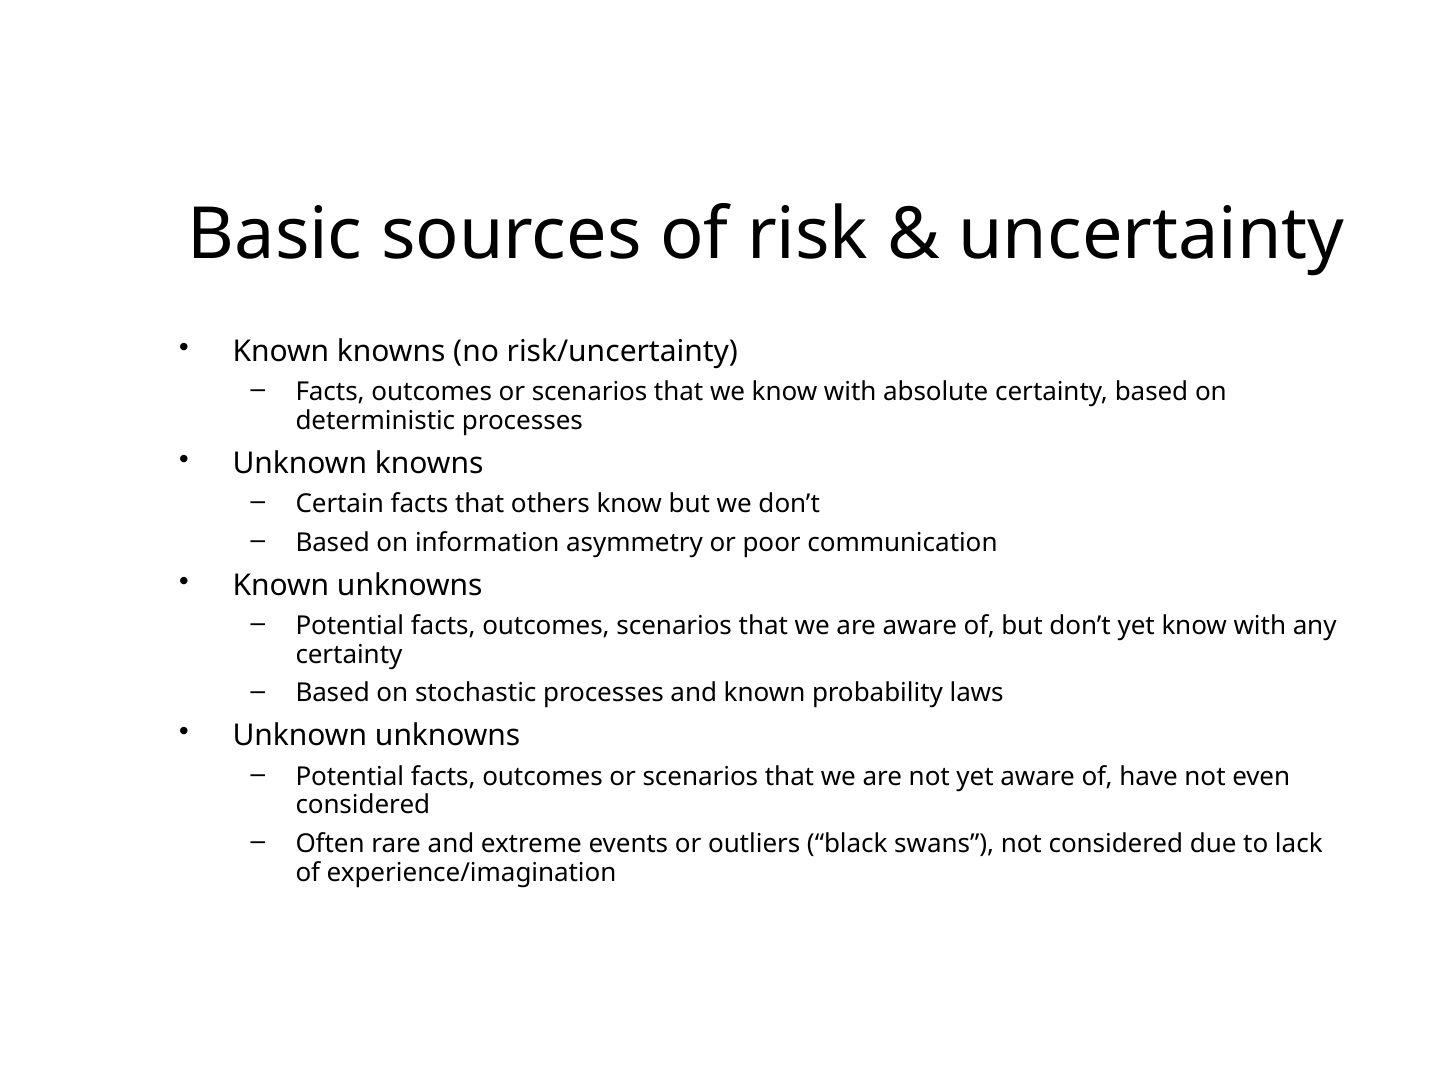 Basic sources of risk & uncertainty
• Known knowns (no risk/uncertainty)
– Facts, outcomes or scenarios that we know with absolute certainty, based on
deterministic processes
• Unknown knowns
– Certain facts that others know but we don’t
– Based on information asymmetry or poor communication
• Known unknowns
– Potential facts, outcomes, scenarios that we are aware of, but don’t yet know with any
certainty
– Based on stochastic processes and known probability laws
• Unknown unknowns
– Potential facts, outcomes or scenarios that we are not yet aware of, have not even
considered
– Often rare and extreme events or outliers (“black swans”), not considered due to lack
of experience/imagination